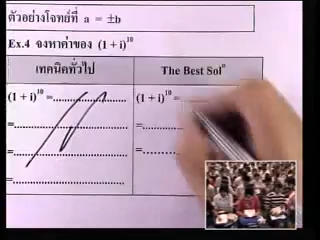 ตัวอย่างโจทย์ที่ a = ±b
Ex.4 จงหาค่าของ (1 + i)¹⁰
เทคนิคทั่วไป The Best Solⁿ
(1 + i)¹⁰ =.................... (1 + i)¹⁰ =
=............................ =........
=............................ =........
=............................ =........